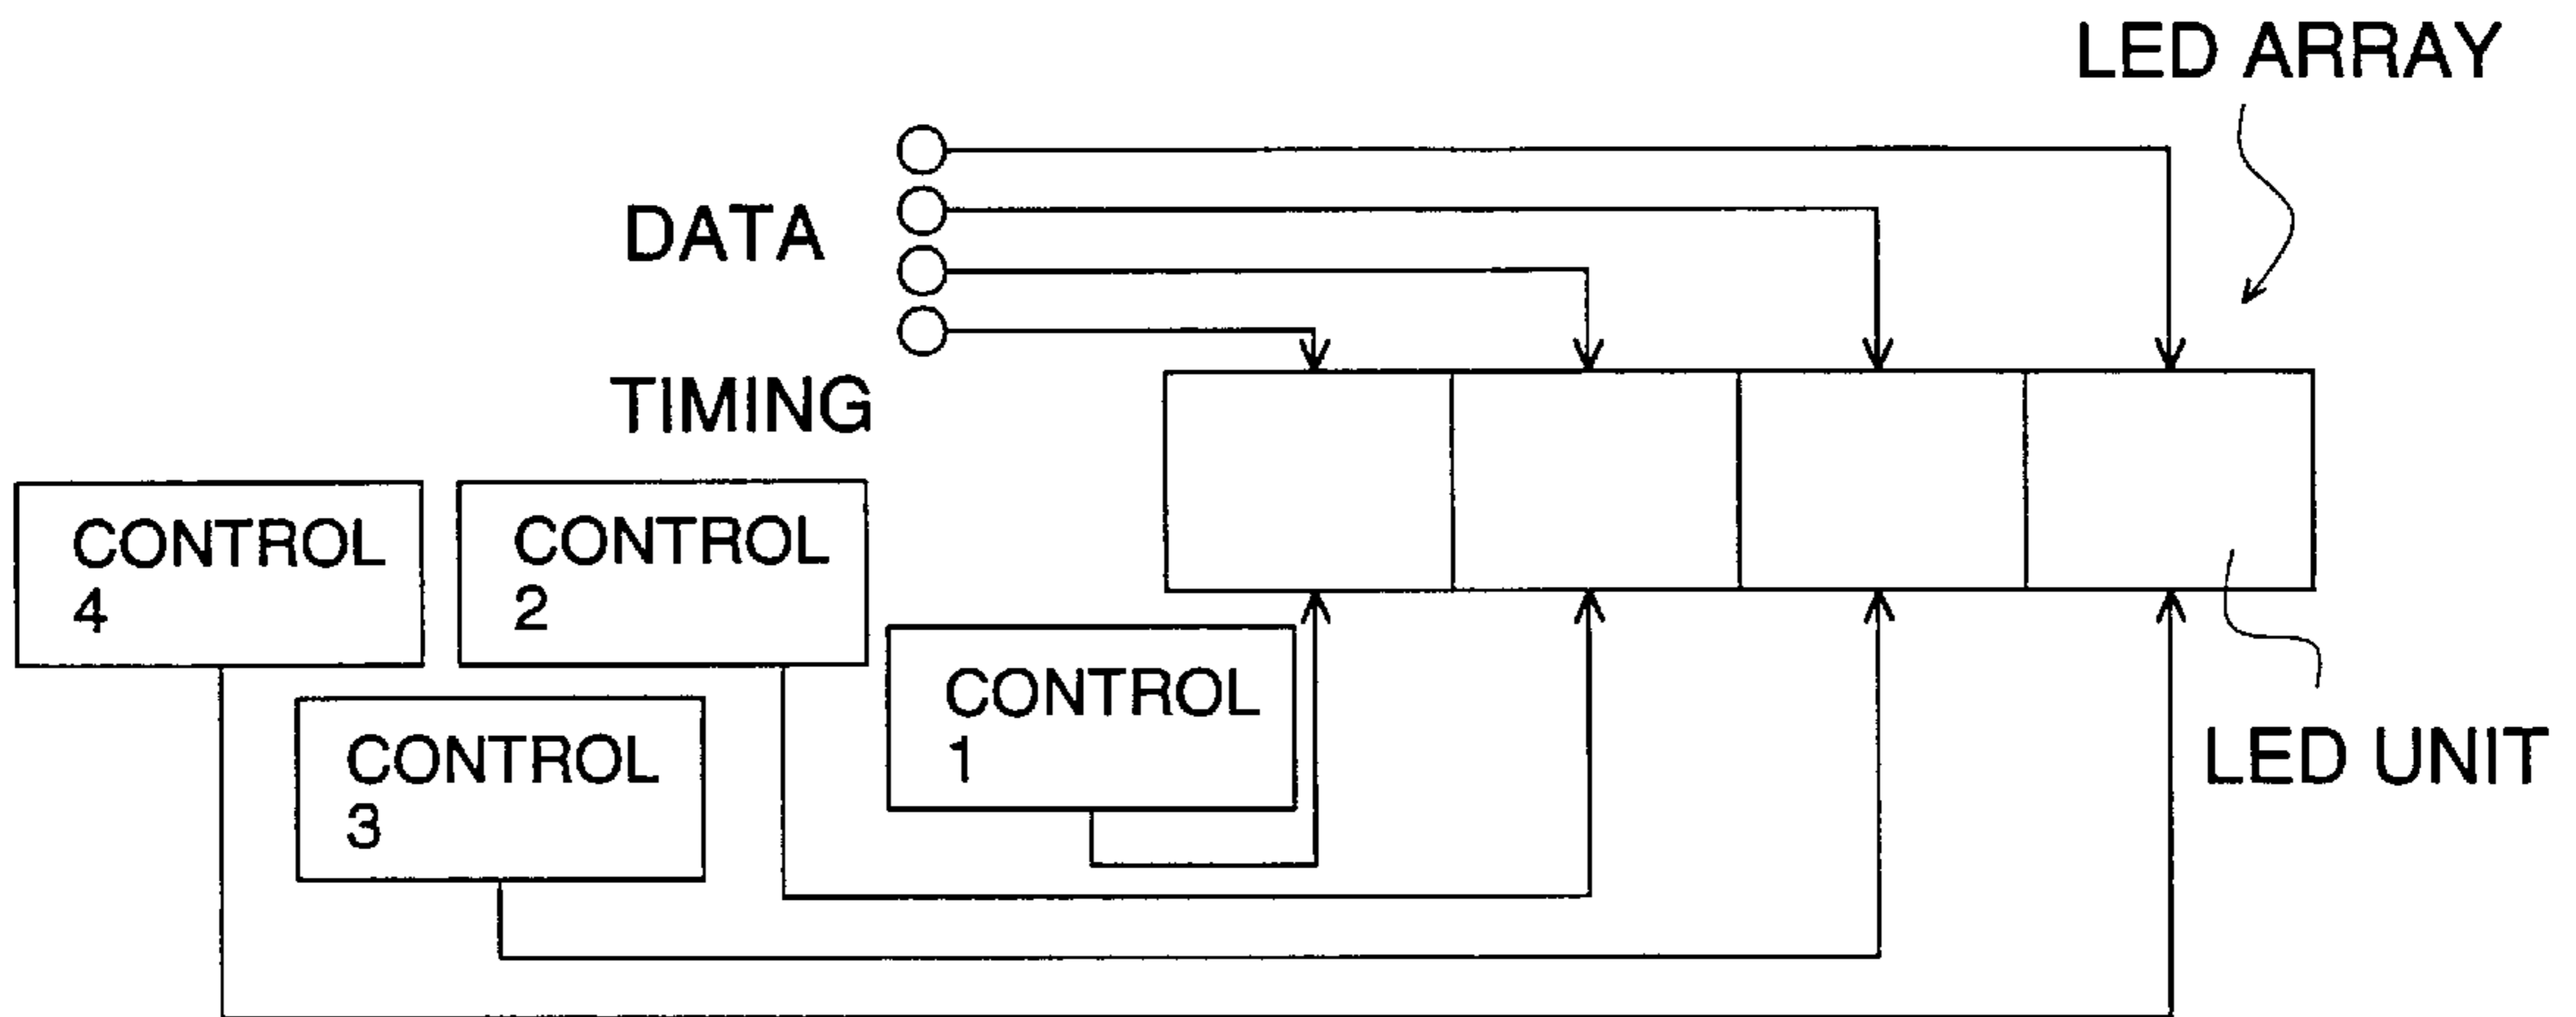 LED ARRAY
DATA
TIMING
CONTROL
4
CONTROL
2
CONTROL
1
CONTROL
3
LED UNIT